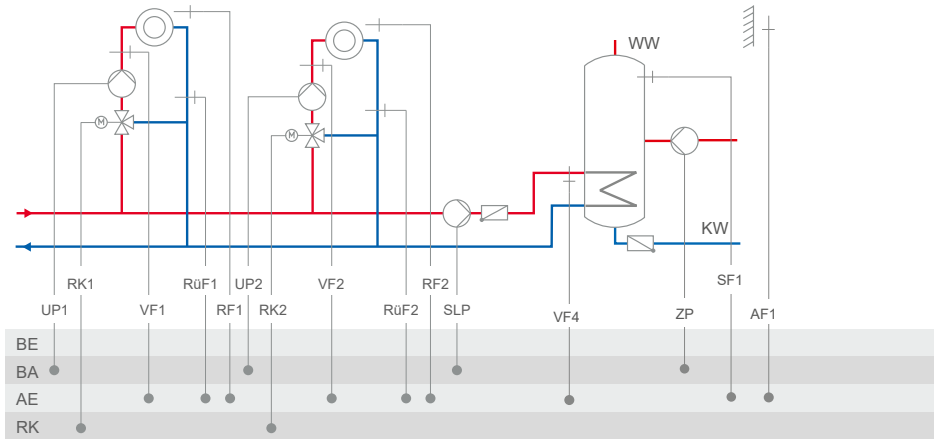 WW
M
M
KW
RK1
RüF1
UP2
VF2
RF2
SF1
UP1
VF1
RF1
RK2
RüF2
SLP
VF4
ZP
AF1
BE
BA
AE
RK